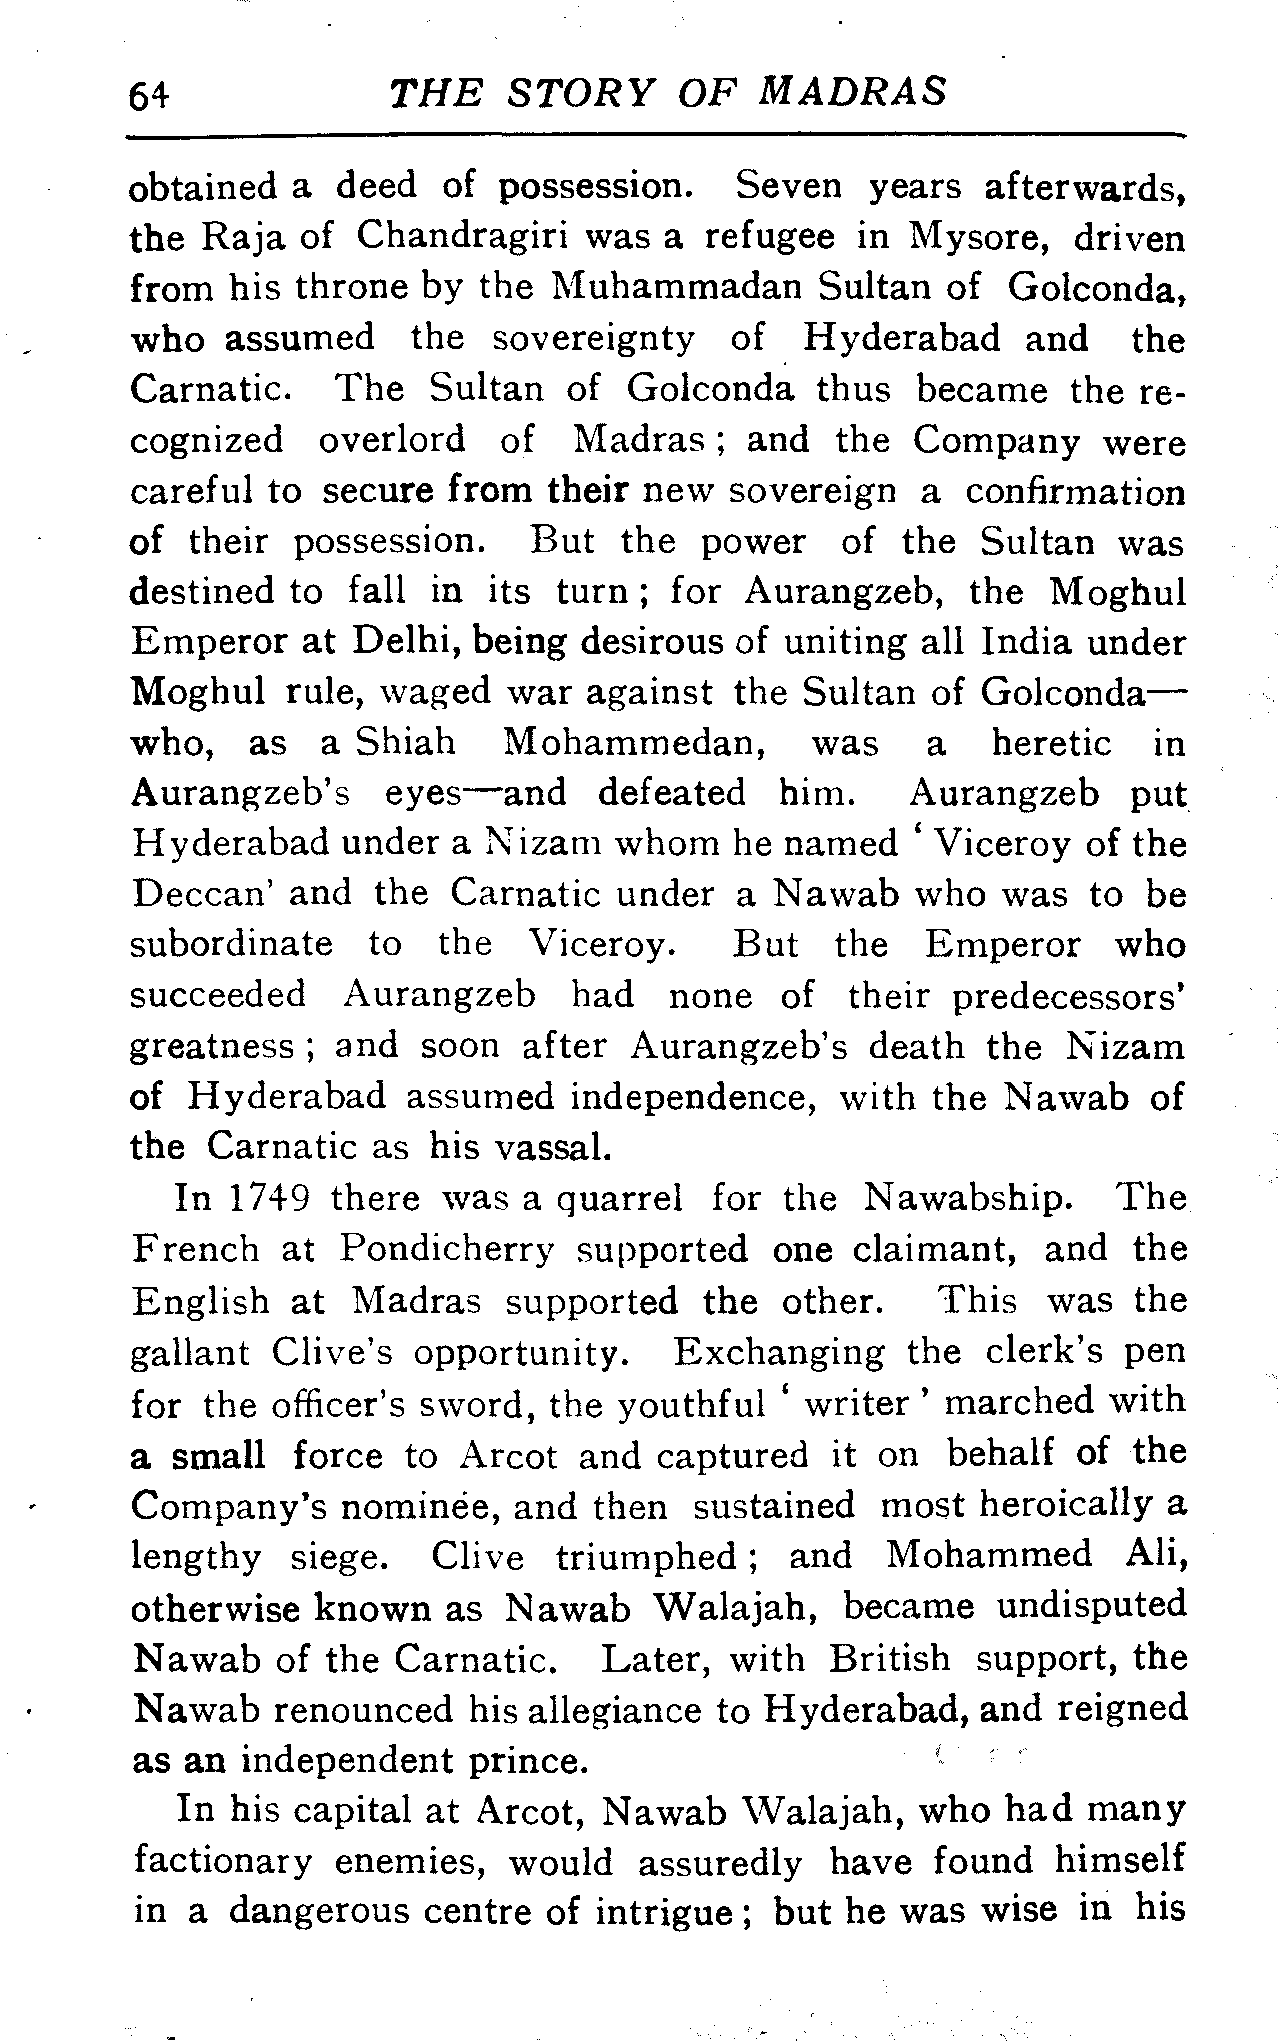 64 THE STORY OF MADRAS
obtained a deed of possession. Seven years afterwards,
the Raja of Chandragiri was a refugee in Mysore, driven
from his throne by the Muhammadan Sultan of Golconda,
who assumed the sovereignty of Hyderabad and the
Carnatic. The Sultan of Golconda thus became the re-
cognized overlord of Madras ; and the Company were
careful to secure from their new sovereign a confirmation
of their possession. But the power of the Sultan was
destined to fall in its turn ; for Aurangzeb, the Moghul
Emperor at Delhi, being desirous of uniting all India under
Moghul rule, waged war against the Sultan of Golconda—
who, as a Shiah Mohammedan, was a heretic in
Aurangzeb's eyes—and defeated him. Aurangzeb put
Hyderabad under a Nizam whom he named ‘ Viceroy of the
Deccan’ and the Carnatic under a Nawab who was to be
subordinate to the Viceroy. But the Emperor who
succeeded Aurangzeb had none of their predecessors'
greatness ; and soon after Aurangzeb's death the Nizam
of Hyderabad assumed independence, with the Nawab of
the Carnatic as his vassal.
In 1749 there was a quarrel for the Nawabship. The
French at Pondicherry supported one claimant, and the
English at Madras supported the other. This was the
gallant Clive's opportunity. Exchanging the clerk's pen
for the officer's sword, the youthful ‘ writer ’ marched with
a small force to Arcot and captured it on behalf of the
Company's nominée, and then sustained most heroically a
lengthy siege. Clive triumphed ; and Mohammed Ali,
otherwise known as Nawab Walajah, became undisputed
Nawab of the Carnatic. Later, with British support, the
Nawab renounced his allegiance to Hyderabad, and reigned
as an independent prince.
In his capital at Arcot, Nawab Walajah, who had many
factionary enemies, would assuredly have found himself
in a dangerous centre of intrigue ; but he was wise in his